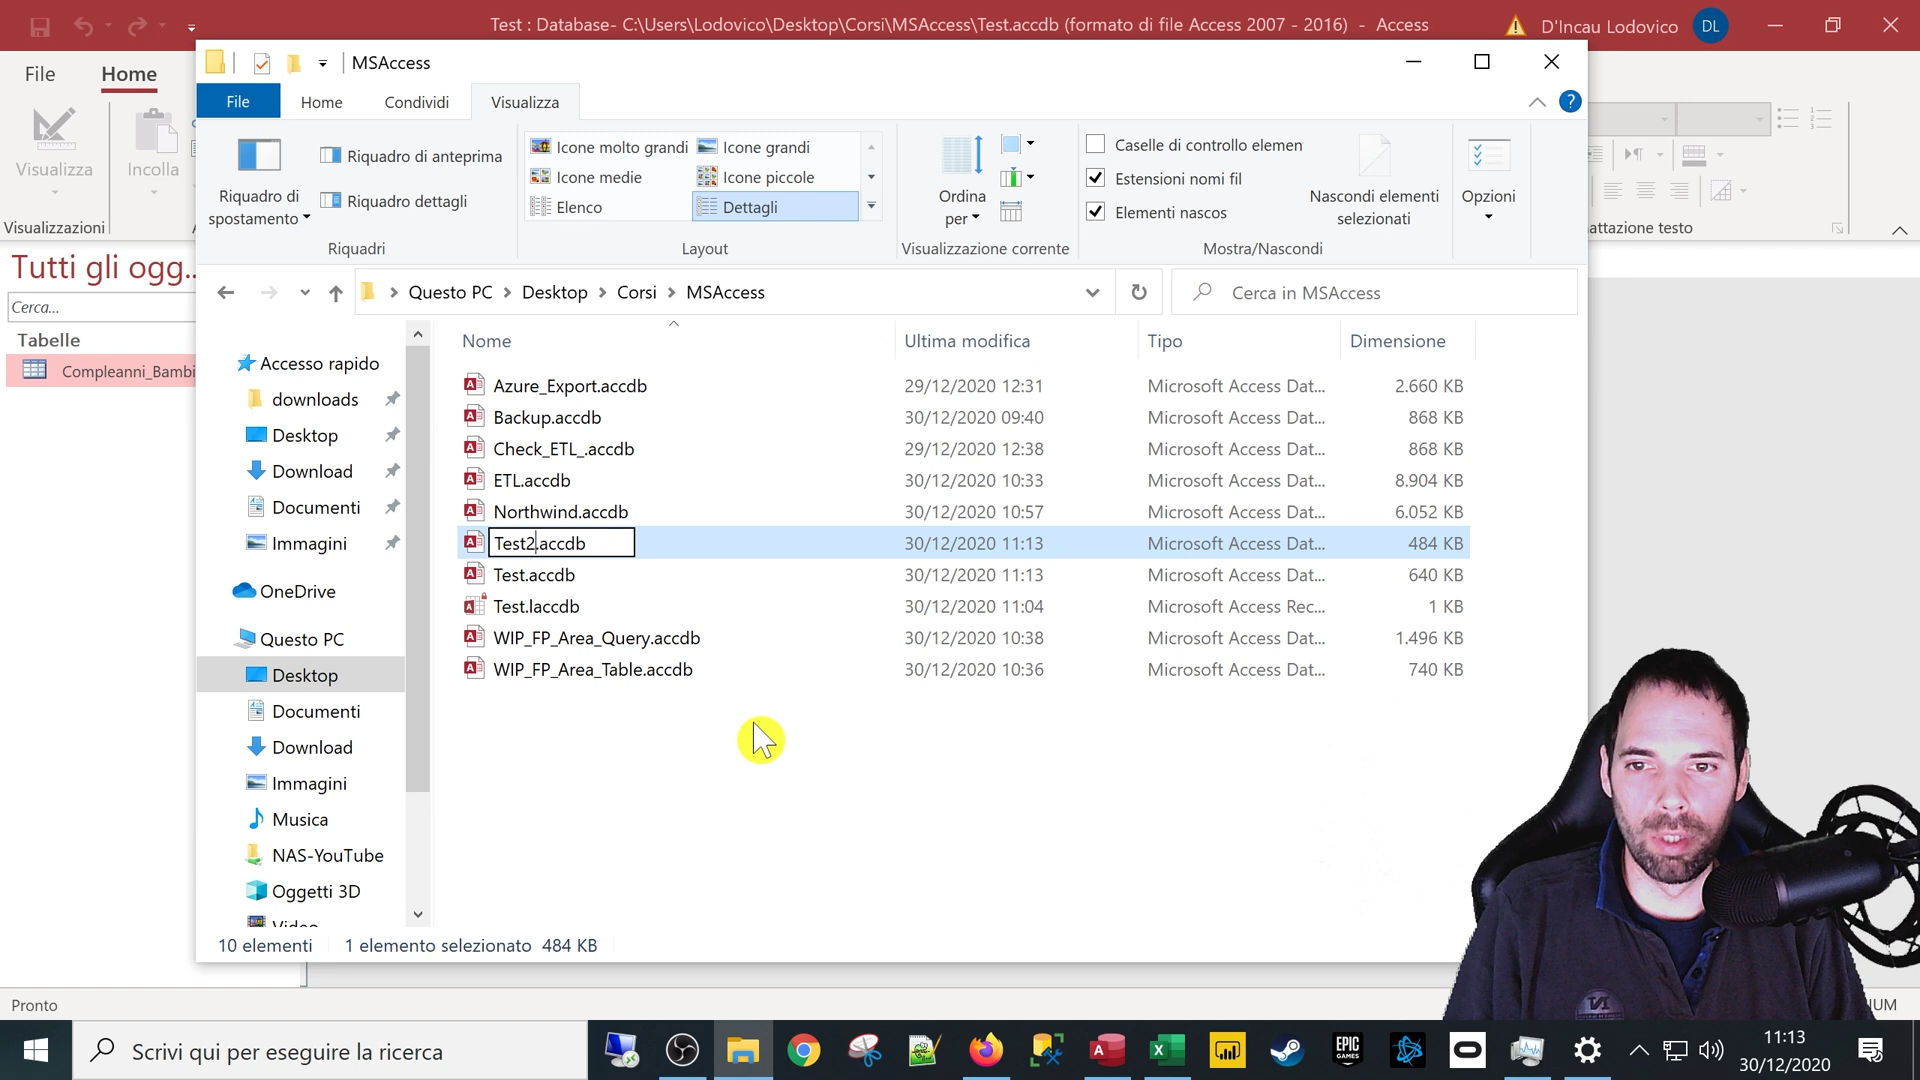 Test : Database- C:\Users\Lodovico\Desktop\Corsi\MSAccess\Test.accdb (formato di file Access 2007 - 2016) - Access
D'Incau Lodovico
DL
File
Home
Visualizza
Incolla
Visualizzazioni
attazione testo
Tutti gli ogg...
Cerca...
Tabelle
Compleanni_Bambi
MSAccess
File
Home
Condividi
Visualizza
Riquadro di spostamento
Riquadro di anteprima
Riquadro dettagli
Riquadri
Icone molto grandi
Icone grandi
Icone medie
Icone piccole
Elenco
Dettagli
Layout
Ordina per
Visualizzazione corrente
Caselle di controllo elemen
Estensioni nomi fil
Elementi nascos
Nascondi elementi selezionati
Opzioni
Mostra/Nascondi
Questo PC
Desktop
Corsi
MSAccess
Cerca in MSAccess
Accesso rapido
downloads
Desktop
Download
Documenti
Immagini
OneDrive
Questo PC
Desktop
Documenti
Download
Immagini
Musica
NAS-YouTube
Oggetti 3D
Video
Nome Ultima modifica Tipo Dimensione
Azure_Export.accdb 29/12/2020 12:31 Microsoft Access Dat... 2.660 KB
Backup.accdb 30/12/2020 09:40 Microsoft Access Dat... 868 KB
Check_ETL_.accdb 29/12/2020 12:38 Microsoft Access Dat... 868 KB
ETL.accdb 30/12/2020 10:33 Microsoft Access Dat... 8.904 KB
Northwind.accdb 30/12/2020 10:57 Microsoft Access Dat... 6.052 KB
Test2.accdb 30/12/2020 11:13 Microsoft Access Dat... 484 KB
Test.accdb 30/12/2020 11:13 Microsoft Access Dat... 640 KB
Test.laccdb 30/12/2020 11:04 Microsoft Access Rec... 1 KB
WIP_FP_Area_Query.accdb 30/12/2020 10:38 Microsoft Access Dat... 1.496 KB
WIP_FP_Area_Table.accdb 30/12/2020 10:36 Microsoft Access Dat... 740 KB
10 elementi 1 elemento selezionato 484 KB
Pronto
UM
Scrivi qui per eseguire la ricerca
EPIC GAMES
11:13
30/12/2020